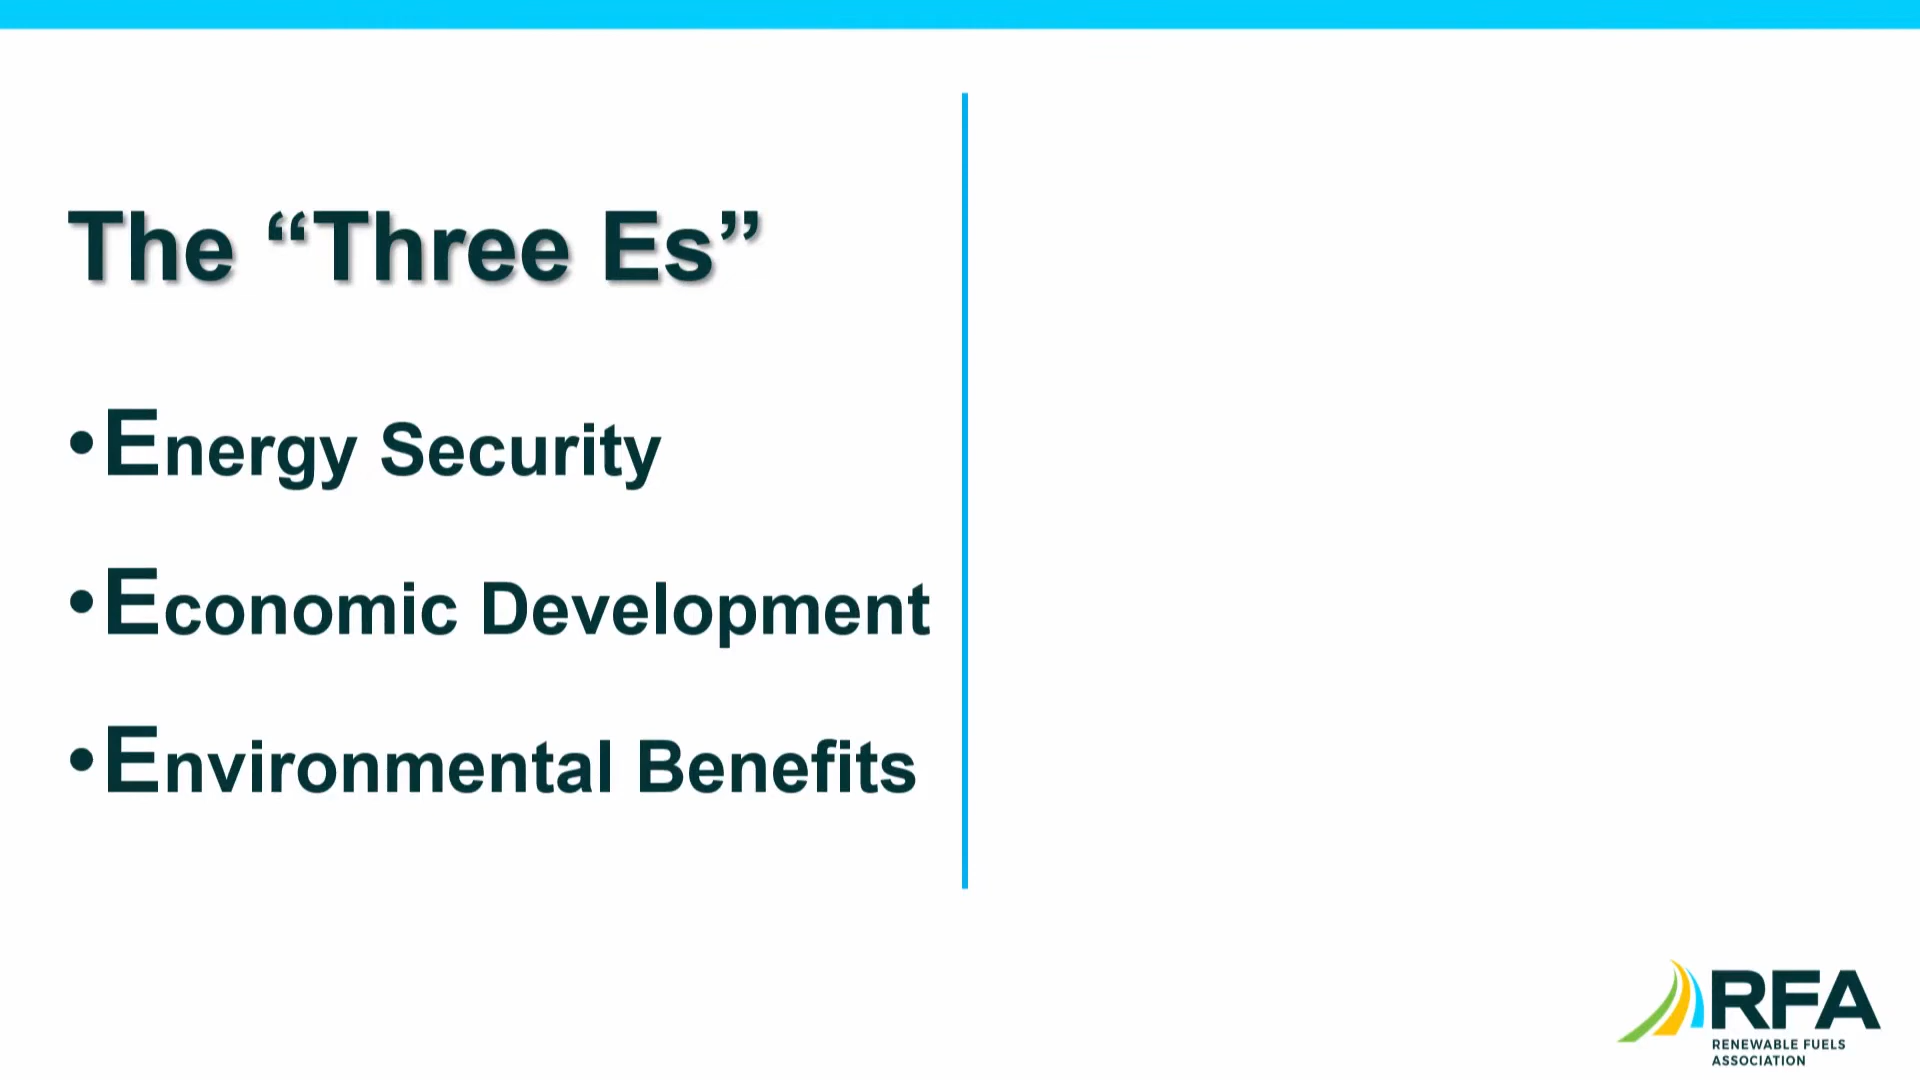 The “Three Es”
•Energy Security
•Economic Development
•Environmental Benefits
RFA
RENEWABLE FUELS
ASSOCIATION